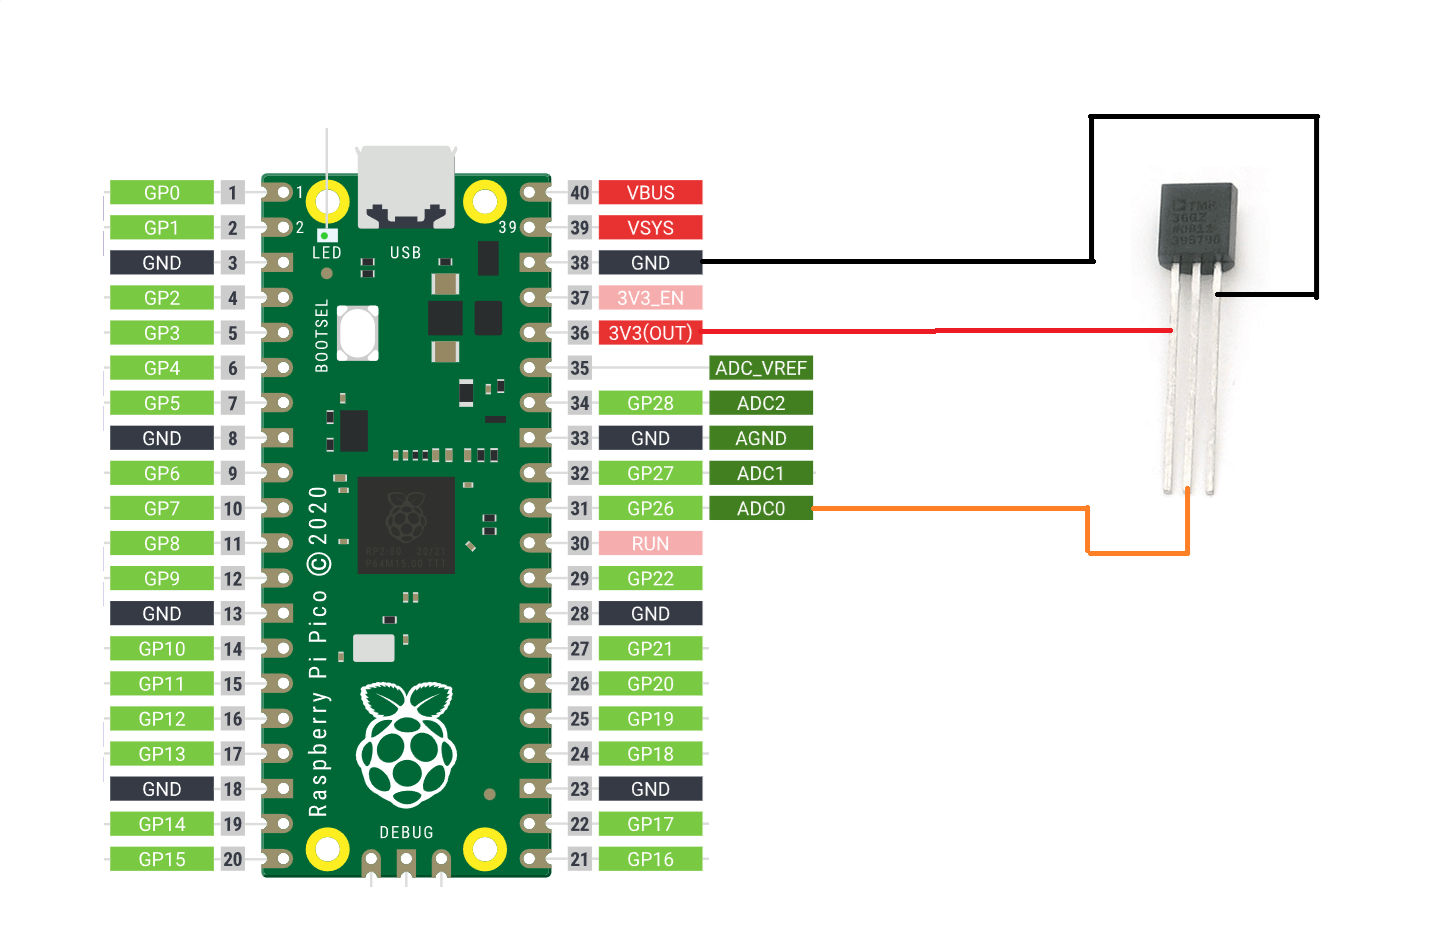 GP0 1 1 40 VBUS
GP1 2 2 39 39 VSYS
LED USB
GND 3 38 GND
GP2 4 37 3V3_EN
BOOTSEL
GP3 5 36 3V3(OUT)
GP4 6 35 ADC_VREF
GP5 7 34 GP28 ADC2
GND 8 33 GND AGND
GP6 9 32 GP27 ADC1
GP7 10 31 GP26 ADC0
GP8 11 30 RUN
GP9 12 29 GP22
GND 13 28 GND
GP10 14 27 GP21
GP11 15 26 GP20
GP12 16 25 GP19
GP13 17 24 GP18
GND 18 23 GND
GP14 19 22 GP17
GP15 20 21 GP16
Raspberry Pi Pico © 2020
DEBUG